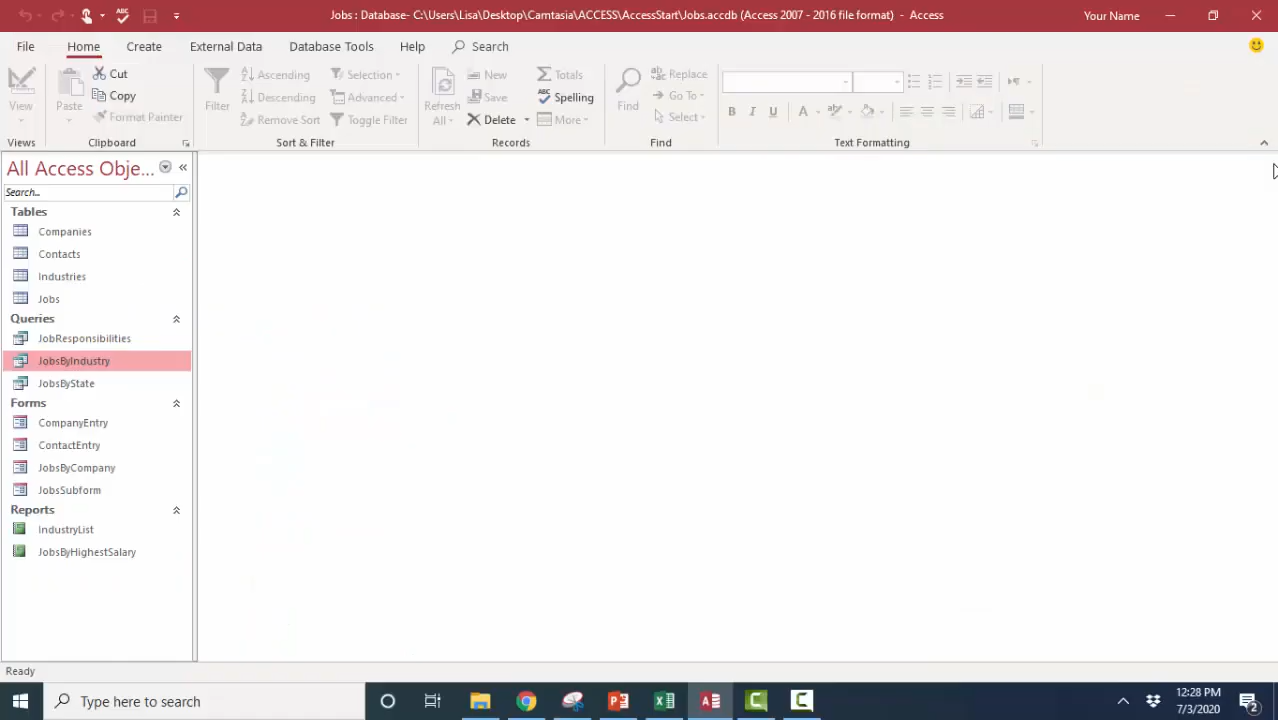 Jobs : Database- C:\Users\Lisa\Desktop\Camtasia\ACCESS\AccessStart\Jobs.accdb (Access 2007 - 2016 file format) - Access
Your Name
File Home Create External Data Database Tools Help Search
View
Views
Paste
Cut
Copy
Format Painter
Clipboard
Filter
Ascending
Descending
Remove Sort
Selection
Advanced
Toggle Filter
Sort & Filter
Refresh
All
New
Save
Delete
Totals
Spelling
More
Records
Find
Replace
Go To
Select
Find
B I U A
Text Formatting
All Access Obje...
Search...
Tables
Companies
Contacts
Industries
Jobs
Queries
JobResponsibilities
JobsByIndustry
JobsByState
Forms
CompanyEntry
ContactEntry
JobsByCompany
JobsSubform
Reports
IndustryList
JobsByHighestSalary
Ready
Type here to search
12:28 PM
7/3/2020
2